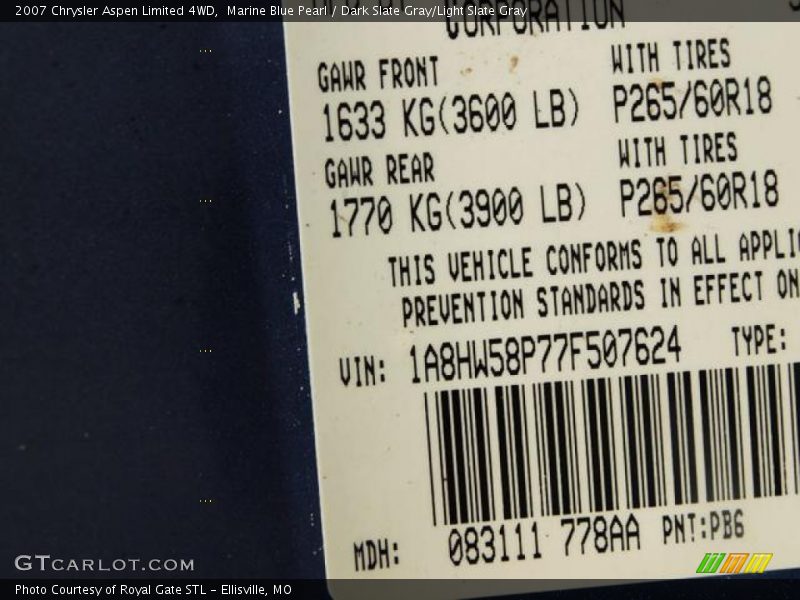 2007 Chrysler Aspen Limited 4WD, Marine Blue Pearl / Dark Slate Gray/Light Slate Gray
CORPORATION
GAWR FRONT WITH TIRES
1633 KG(3600 LB) P265/60R18
GAWR REAR WITH TIRES
1770 KG(3900 LB) P265/60R18
THIS VEHICLE CONFORMS TO ALL APPLI
PREVENTION STANDARDS IN EFFECT ON
VIN: 1A8HW58P77F507624 TYPE:
MDH: 083111 778AA PNT:PB6
GTCARLOT.COM
Photo Courtesy of Royal Gate STL - Ellisville, MO